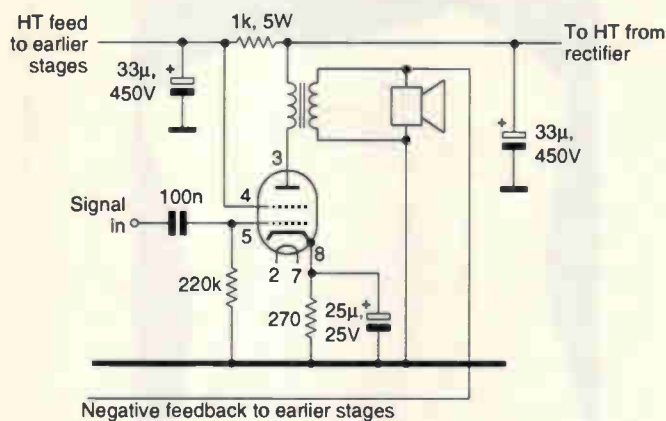 HT feed
to earlier
stages
1k, 5W
To HT from
rectifier
33µ,
450V
33µ,
450V
3
100n
4
Signal
in
5
8
2 7
220k
270
25µ,
25V
Negative feedback to earlier stages